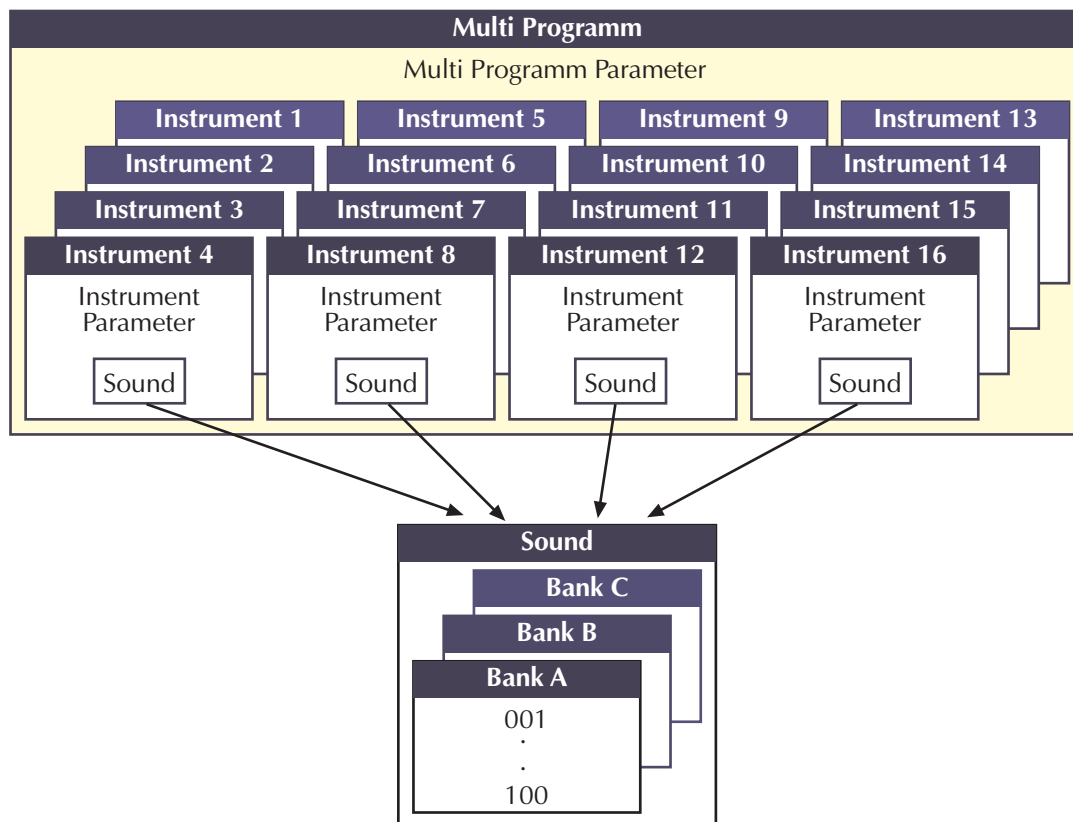 Multi Programm
Multi Programm Parameter
Instrument 1
Instrument 5
Instrument 9
Instrument 13
Instrument 2
Instrument 6
Instrument 10
Instrument 14
Instrument 3
Instrument 7
Instrument 11
Instrument 15
Instrument 4
Instrument 8
Instrument 12
Instrument 16
Instrument
Parameter
Sound
Instrument
Parameter
Sound
Instrument
Parameter
Sound
Instrument
Parameter
Sound
Sound
Bank C
Bank B
Bank A
001
.
.
100